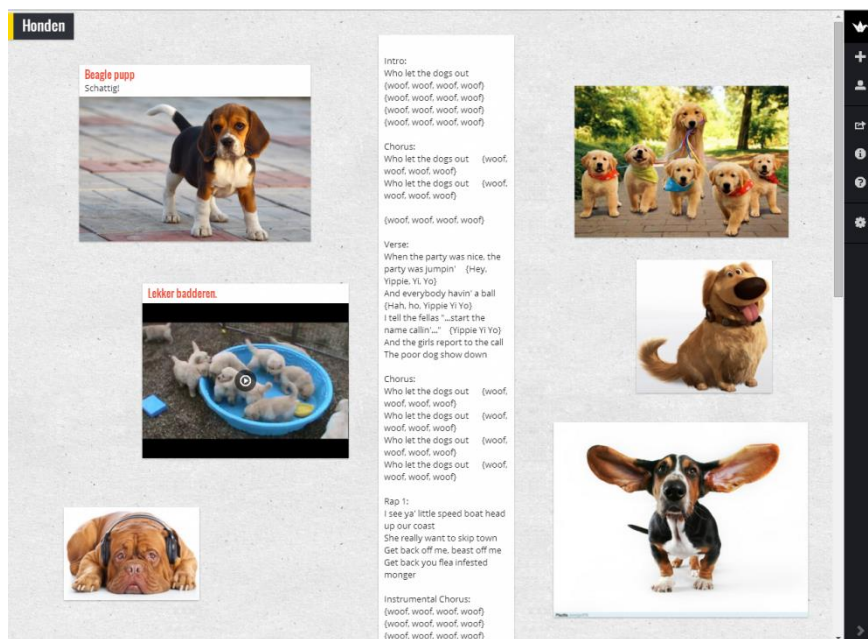 Honden
Beagle pupp
Schattig!
Lekker badderen.
Intro:
Who let the dogs out
{woof, woof, woof, woof}
{woof, woof, woof, woof}
{woof, woof, woof, woof}
{woof, woof, woof, woof}
Chorus:
Who let the dogs out {woof,
woof, woof, woof}
Who let the dogs out {woof,
woof, woof, woof}
{woof, woof, woof, woof}
Verse:
When the party was nice, the
party was jumpin' {Hey,
Yippie, Yi, Yo}
And everybody havin' a ball
{Hah, ho, Yippie Yi Yo}
I tell the fellas "...start the
name callin'..." {Yippie Yi Yo}
And the girls report to the call
The poor dog show down
Chorus:
Who let the dogs out {woof,
woof, woof, woof}
Who let the dogs out {woof,
woof, woof, woof}
Who let the dogs out {woof,
woof, woof, woof}
Who let the dogs out {woof,
woof, woof, woof}
Rap 1:
I see ya' little speed boat head
up our coast
She really want to skip town
Get back off me, beast off me
Get back you flea infested
monger
Instrumental Chorus:
{woof, woof, woof, woof}
{woof, woof, woof, woof}
{woof, woof, woof, woof}